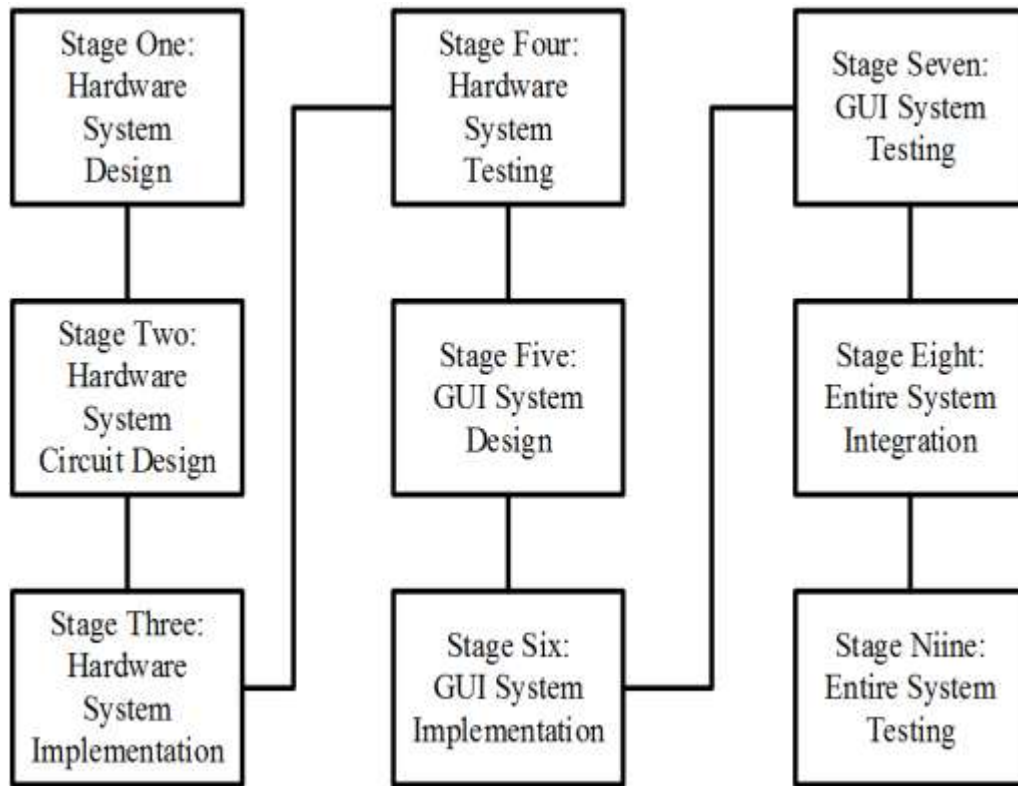 Stage One:
Hardware
System
Design
Stage Two:
Hardware
System
Circuit Design
Stage Three:
Hardware
System
Implementation
Stage Four:
Hardware
System
Testing
Stage Five:
GUI System
Design
Stage Six:
GUI System
Implementation
Stage Seven:
GUI System
Testing
Stage Eight:
Entire System
Integration
Stage Niine:
Entire System
Testing